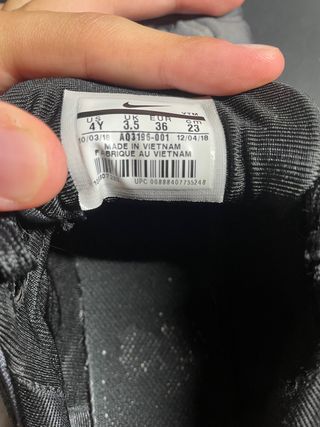 US UK EUR cm
4Y 3.5 36 23
10/03/18 AQ3196-001 12/04/18
MADE IN VIETNAM
FABRIQUE AU VIETNAM
UPC 00888407755248